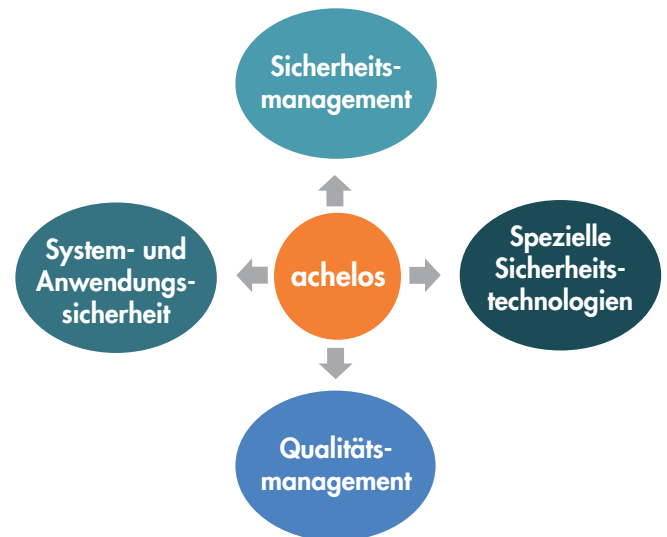 Sicherheits-
management
System- und
Anwendungs-
sicherheit
achelos
Spezielle
Sicherheits-
technologien
Qualitäts-
management